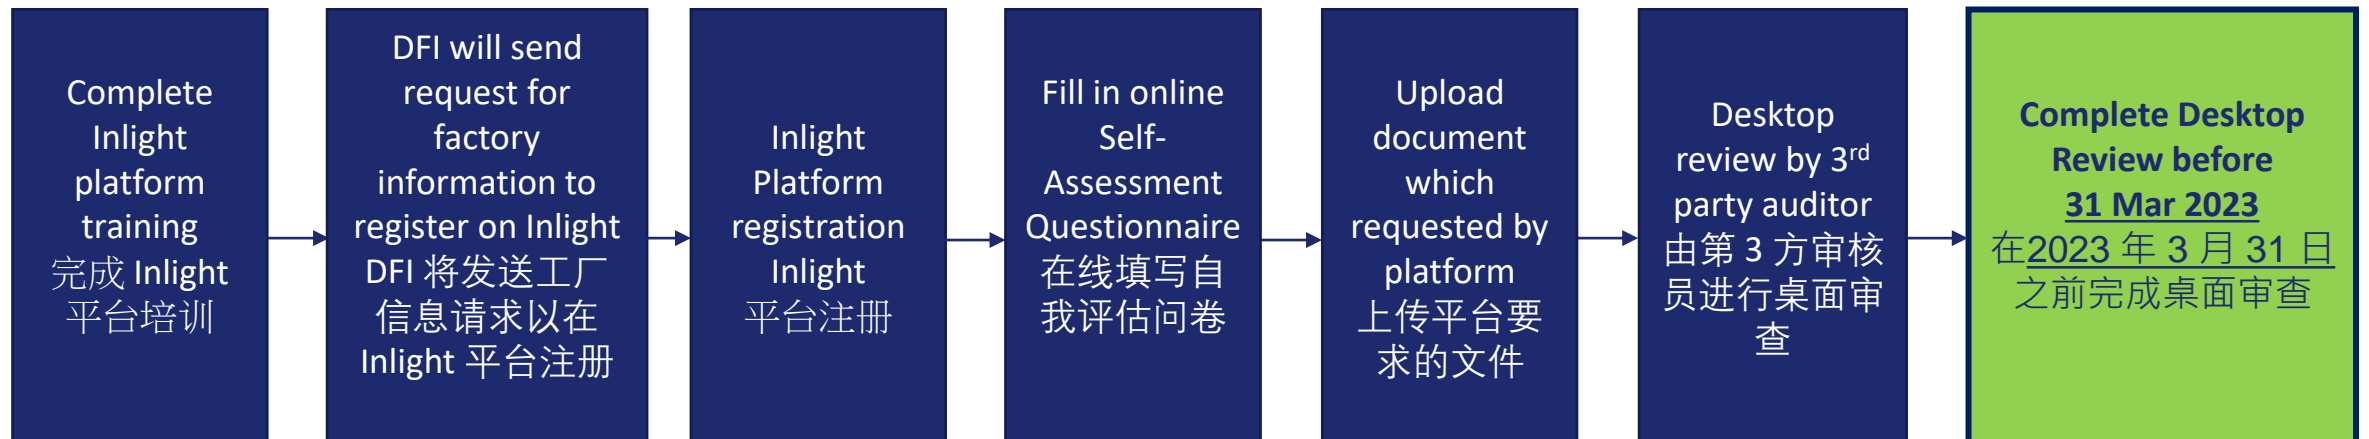 Complete
Inlight
platform
training
完成 Inlight
平台培训
DFI will send
request for
factory
information to
register on Inlight
DFI 将发送工厂
信息请求以在
Inlight 平台注册
Inlight
Platform
registration
Inlight
平台注册
Fill in online
Self-
Assessment
Questionnaire
在线填写自
我评估问卷
Upload
document
which
requested by
platform
上传平台要
求的文件
Desktop
review by 3rd
party auditor
由第 3 方审核
员进行桌面审
查
Complete Desktop
Review before
31 Mar 2023
在2023 年 3 月 31 日
之前完成桌面审查